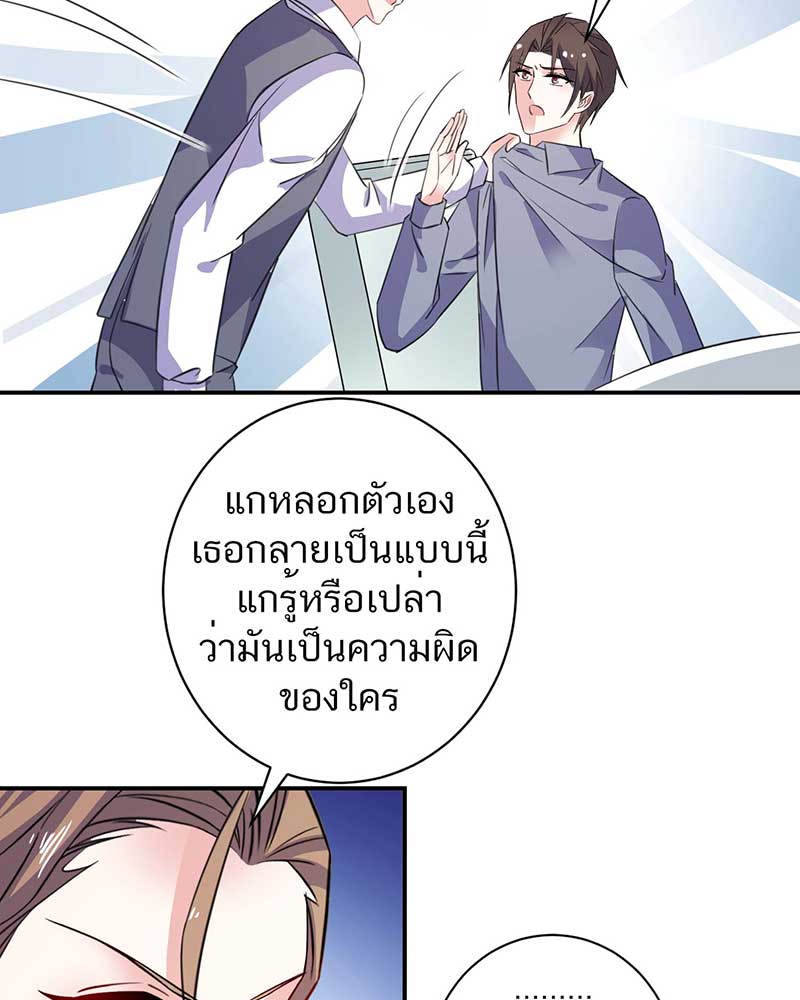 แกหลอกตัวเอง
เธอกลายเป็นแบบนี้
แกรู้หรือเปล่า
ว่ามันเป็นความผิด
ของใคร
.........